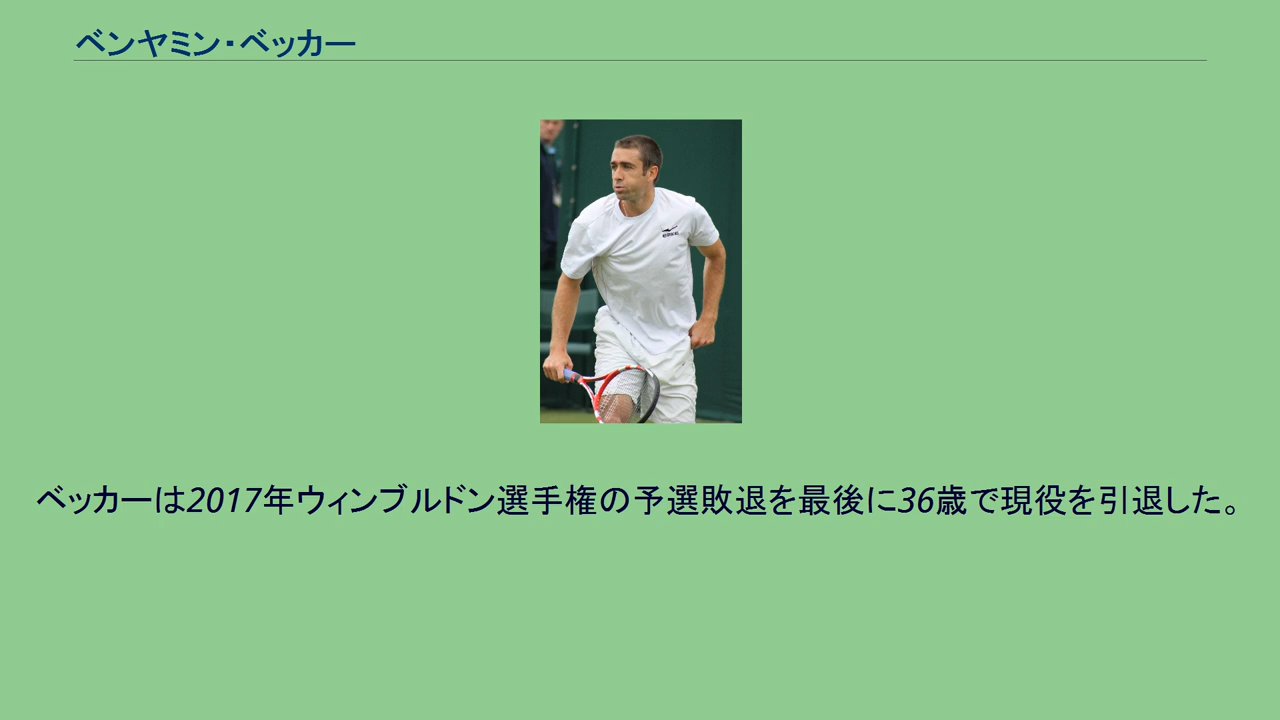 ベンヤミン・ベッカー
ベッカーは2017年ウィンブルドン選手権の予選敗退を最後に36歳で現役を引退した。